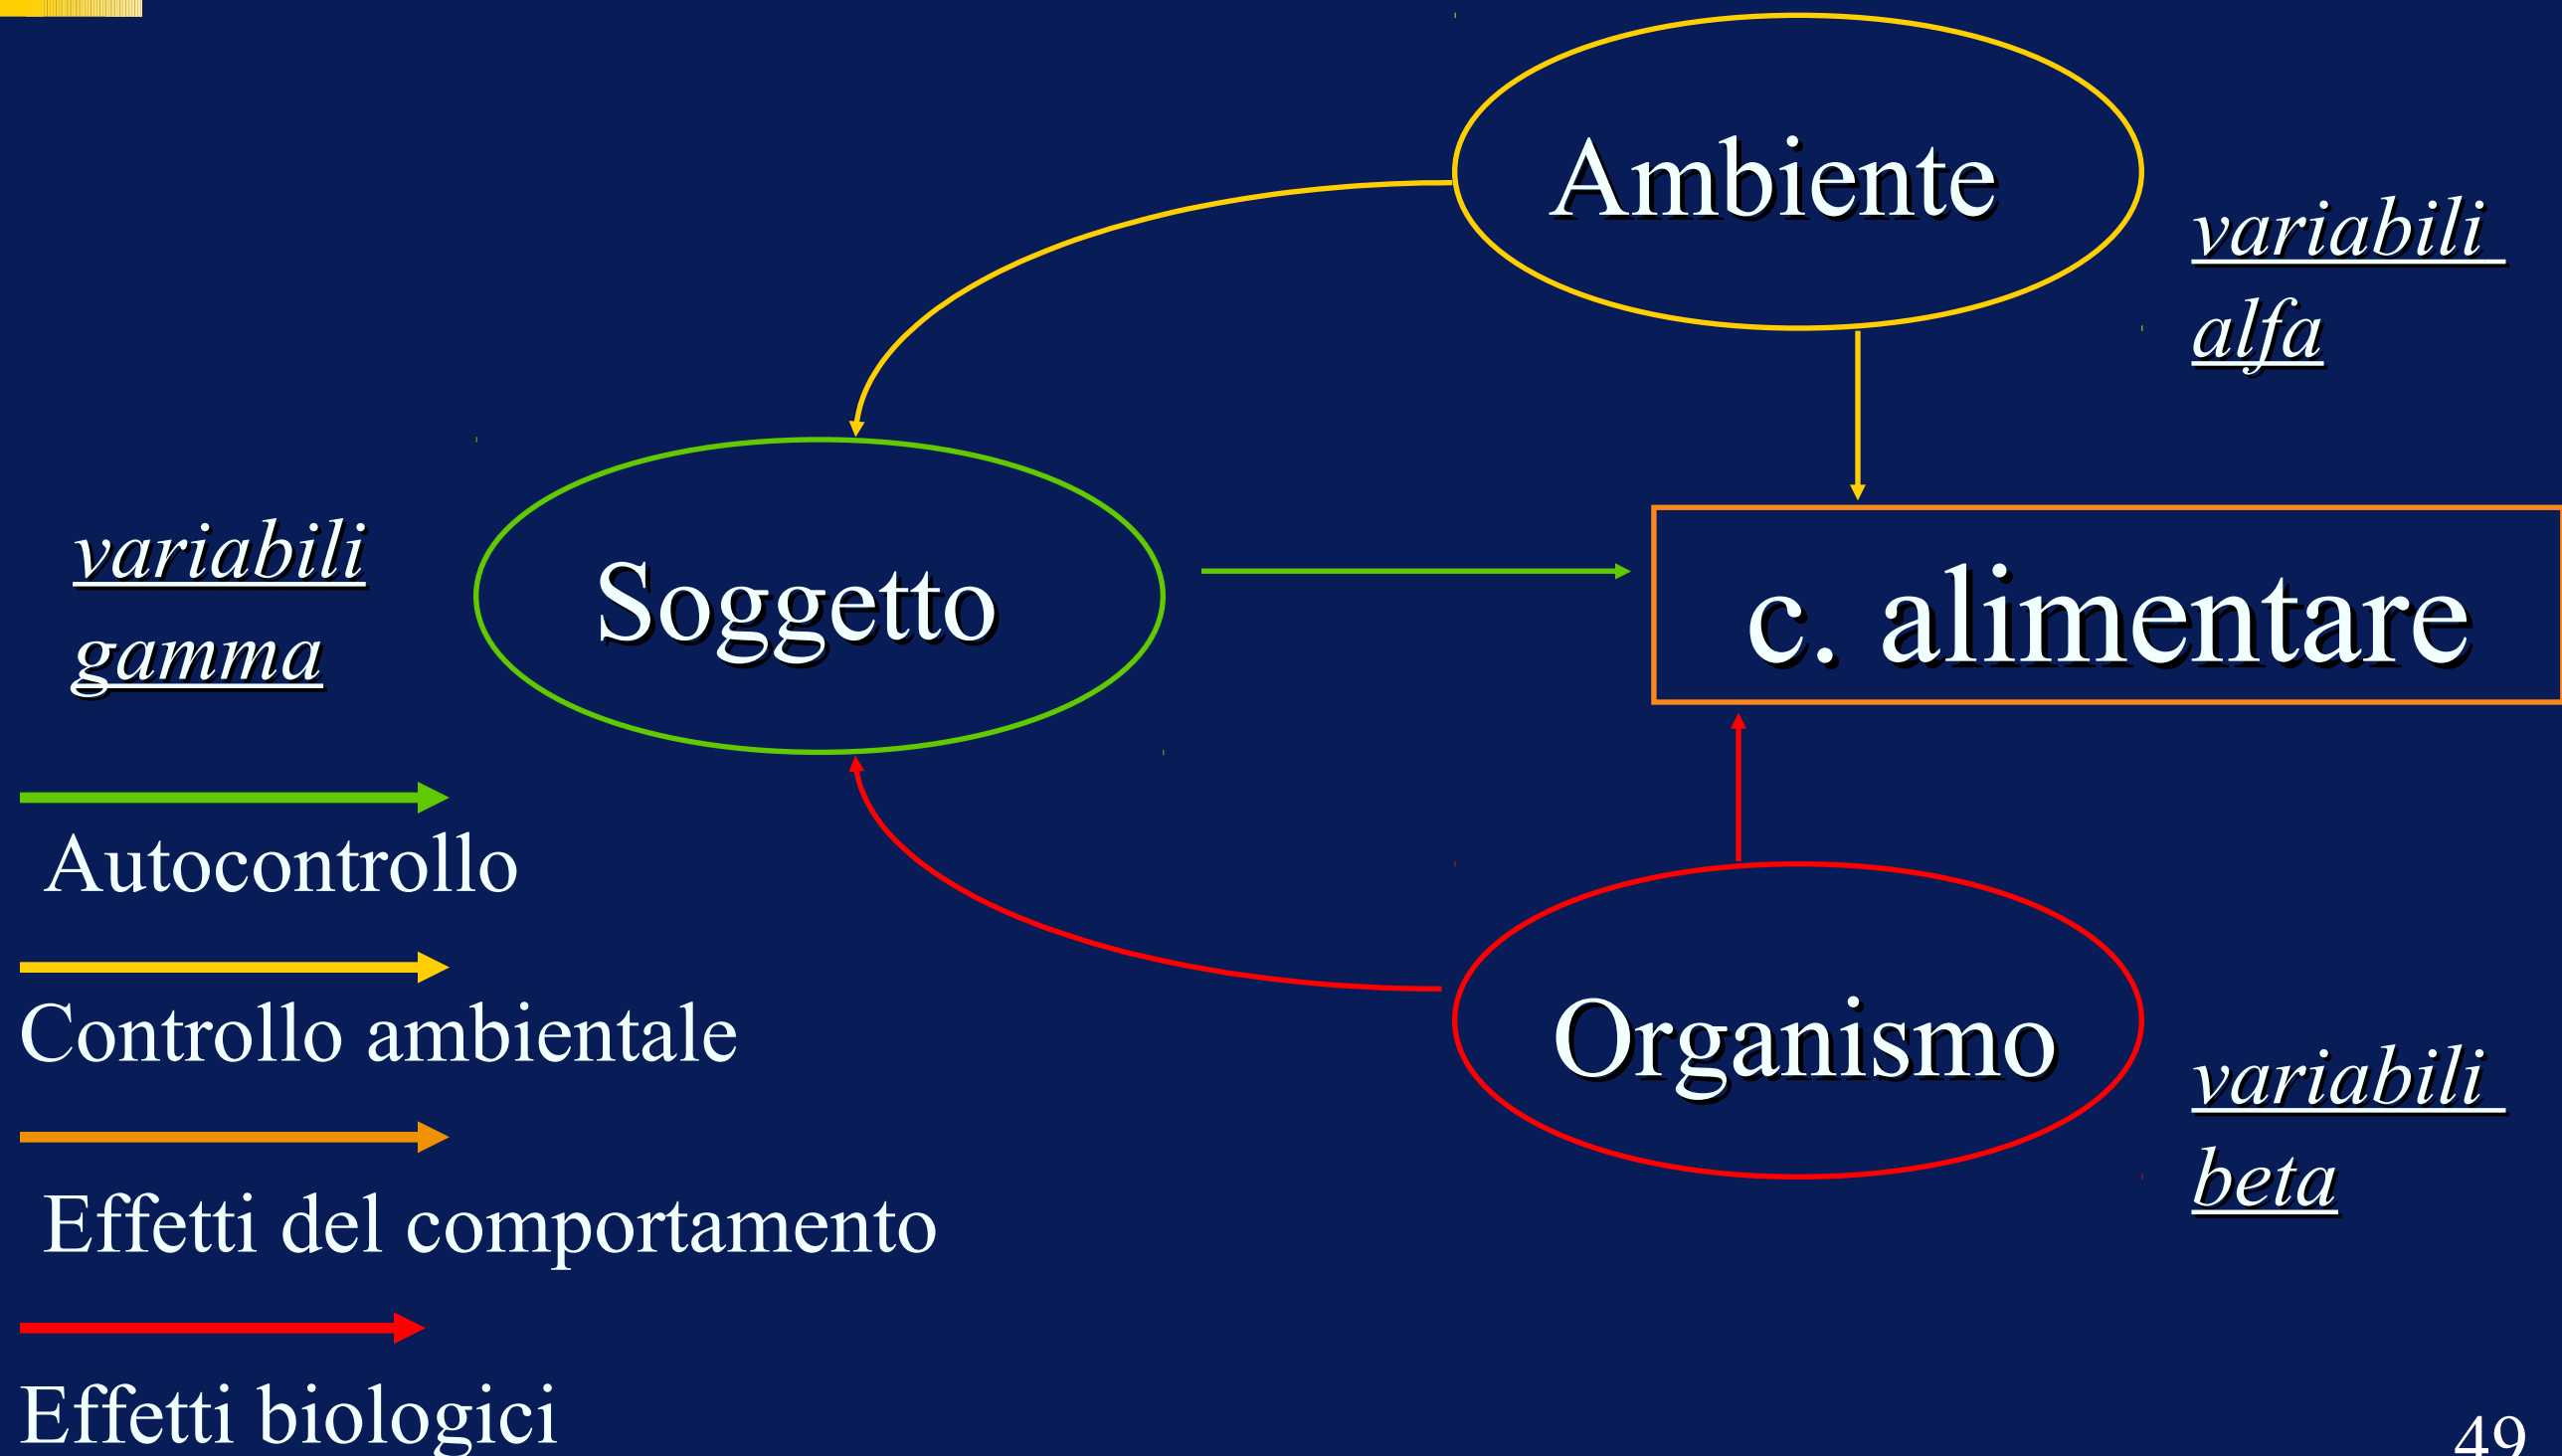 Ambiente
variabili
alfa
variabili
gamma
Soggetto
c. alimentare
Autocontrollo
Controllo ambientale
Organismo
variabili
beta
Effetti del comportamento
Effetti biologici
49